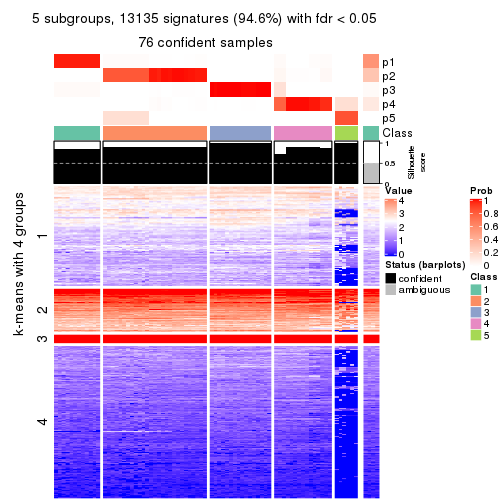 5 subgroups, 13135 signatures (94.6%) with fdr < 0.05
76 confident samples
p1
p2
p3
p4
p5
Class
1
0.5
0
Silhouette
score
k-means with 4 groups
1
2
3
4
Value
4
3
2
1
0
Status (barplots)
confident
ambiguous
Prob
1
0.8
0.6
0.4
0.2
0
Class
1
2
3
4
5